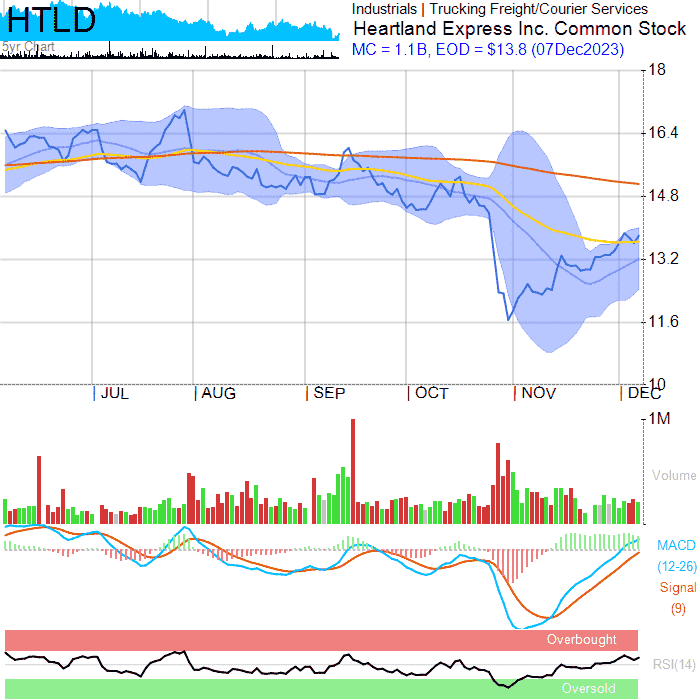 HTLD
Industrials | Trucking Freight/Courier Services
Heartland Express Inc. Common Stock
5yr Chart
MC = 1.1B, EOD = $13.8 (07Dec2023)
18
16.4
14.8
13.2
11.6
10
JUL AUG SEP OCT NOV DEC
1M
Volume
MACD
(12-26)
Signal
(9)
Overbought
RSI(14)
Oversold